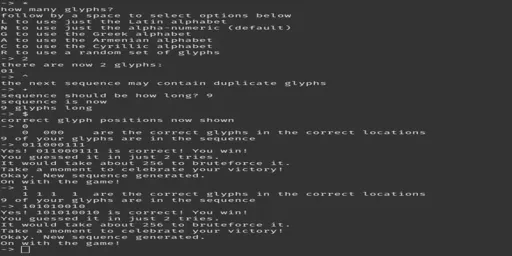 -> *
how many glyphs?
follow by a space to select options below
L to use just the Latin alphabet
N to use just the alpha-numeric (default)
G to use the Greek alphabet
A to use the Armenian alphabet
C to use the Cyrillic alphabet
R to use a random set of glyphs
-> 2
there are now 2 glyphs:
01
-> ^
the next sequence may contain duplicate glyphs
->
sequence should be how long? 9
sequence is now
9 glyphs long
-> $
correct glyph positions now shown
-> 0
   0  000    are the correct glyphs in the correct locations
9 of your glyphs are in the sequence
-> 011000111
Yes! 011000111 is correct! You win!
You guessed it in just 2 tries.
It would take about 256 to bruteforce it.
Take a moment to celebrate your victory!
Okay. New sequence generated.
On with the game!
-> 1
   1 1 1  1  are the correct glyphs in the correct locations
9 of your glyphs are in the sequence
-> 101010010
Yes! 101010010 is correct! You win!
You guessed it in just 2 tries.
It would take about 256 to bruteforce it.
Take a moment to celebrate your victory!
Okay. New sequence generated.
On with the game!
->